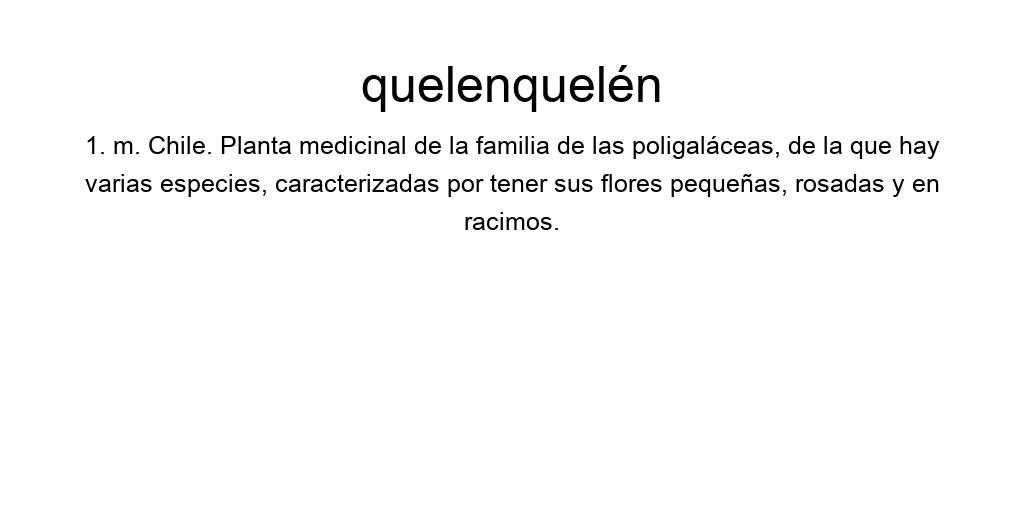 quelenquelén
1. m. Chile. Planta medicinal de la familia de las poligaláceas, de la que hay
varias especies, caracterizadas por tener sus flores pequeñas, rosadas y en
racimos.